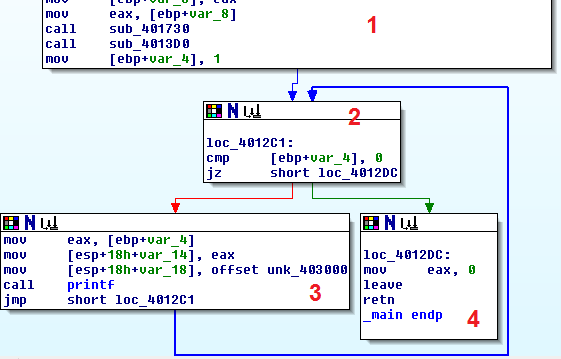 mov [ebp+var_8], eax
mov eax, [ebp+var_8]
call sub_401730
call sub_4013D0
mov [ebp+var_4], 1
1
N
2
loc_4012C1:
cmp [ebp+var_4], 0
jz short loc_4012DC
N
mov eax, [ebp+var_4]
mov [esp+18h+var_14], eax
mov [esp+18h+var_18], offset unk_403000
call printf
jmp short loc_4012C1
3
N
loc_4012DC:
mov eax, 0
leave
retn
_main endp
4